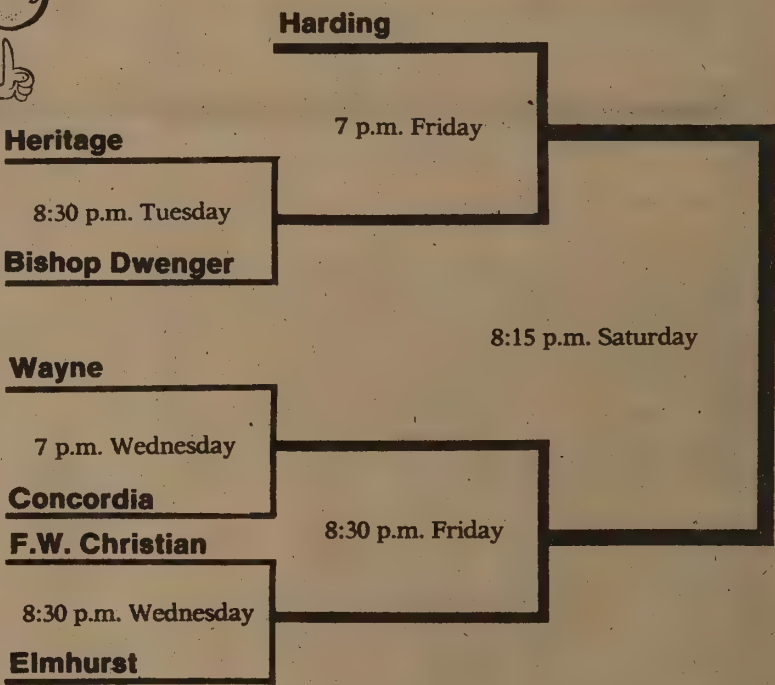 Harding
7 p.m. Friday
Heritage
8:30 p.m. Tuesday
Bishop Dwenger
8:15 p.m. Saturday
Wayne
7 p.m. Wednesday
Concordia
8:30 p.m. Friday
F.W. Christian
8:30 p.m. Wednesday
Elmhurst